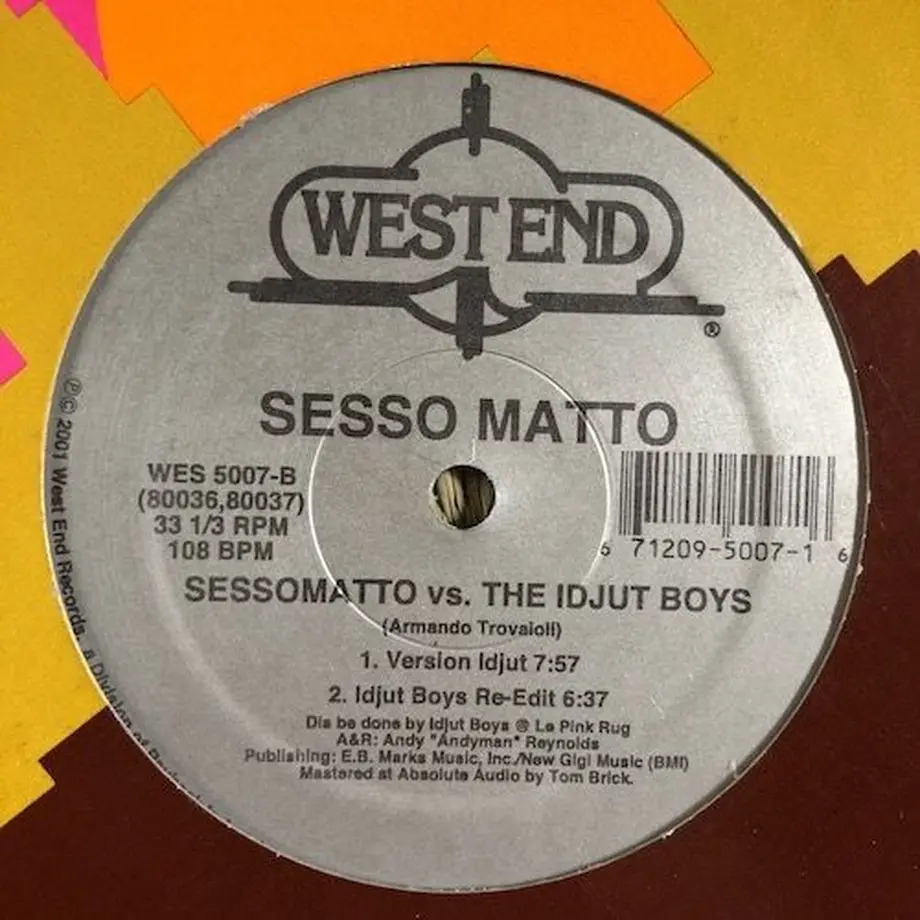 WEST END
®
SESSO MATTO
WES 5007-B
(80036,80037)
33 1/3 RPM
108 BPM
6 71209-5007-1 6
SESSOMATTO vs. THE IDJUT BOYS
(Armando Trovaioli)
1. Version Idjut 7:57
2. Idjut Boys Re-Edit 6:37
Dis be done by Idjut Boys @ Le Pink Rug
A&R: Andy "Andyman" Reynolds
Publishing: E.B. Marks Music, Inc./New Gigi Music (BMI)
Mastered at Absolute Audio by Tom Brick.
℗© 2001 West End Records. a Division of